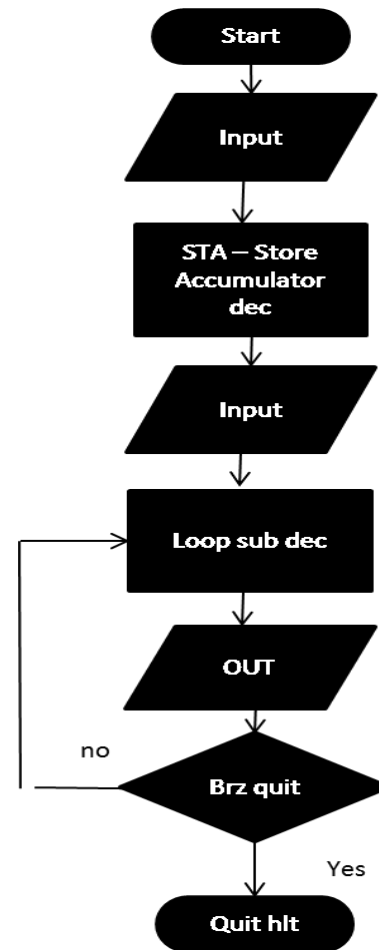 Start
Input
STA – Store
Accumulator
dec
Input
Loop sub dec
OUT
no
Brz quit
Yes
Quit hlt